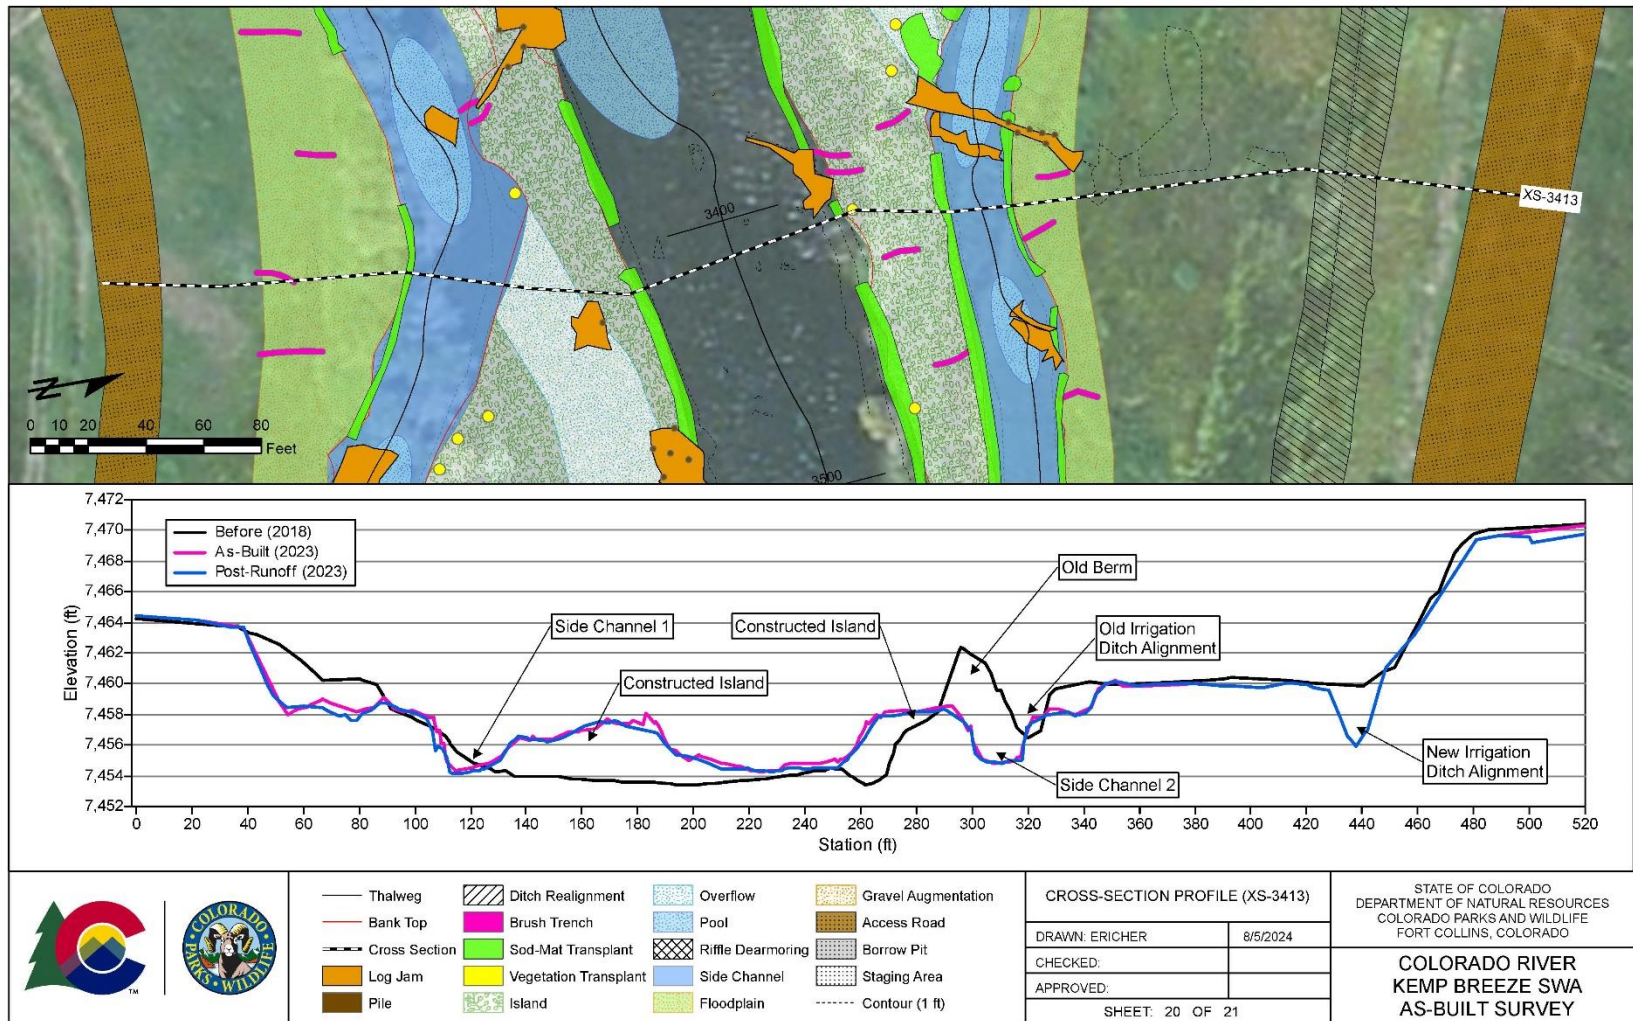 3400
XS-3413
3500
N
0 10 20 40 60 80
Feet
7,472
7,470
7,468
7,466
7,464
7,462
7,460
7,458
7,456
7,454
7,452
Elevation (ft)
Before (2018)
As-Built (2023)
Post-Runoff (2023)
Side Channel 1
Constructed Island
Constructed Island
Old Berm
Old Irrigation
Ditch Alignment
Side Channel 2
New Irrigation
Ditch Alignment
0 20 40 60 80 100 120 140 160 180 200 220 240 260 280 300 320 340 360 380 400 420 440 460 480 500 520
Station (ft)
C
TM
COLORADO
PARKS AND WILDLIFE
Thalweg
Bank Top
Cross Section
Log Jam
Pile
Ditch Realignment
Brush Trench
Sod-Mat Transplant
Vegetation Transplant
Island
Overflow
Pool
Riffle Dearmoring
Side Channel
Floodplain
Gravel Augmentation
Access Road
Borrow Pit
Staging Area
Contour (1 ft)
CROSS-SECTION PROFILE (XS-3413)
DRAWN: ERICHER 8/5/2024
CHECKED:
APPROVED:
SHEET: 20 OF 21
STATE OF COLORADO
DEPARTMENT OF NATURAL RESOURCES
COLORADO PARKS AND WILDLIFE
FORT COLLINS, COLORADO
COLORADO RIVER
KEMP BREEZE SWA
AS-BUILT SURVEY